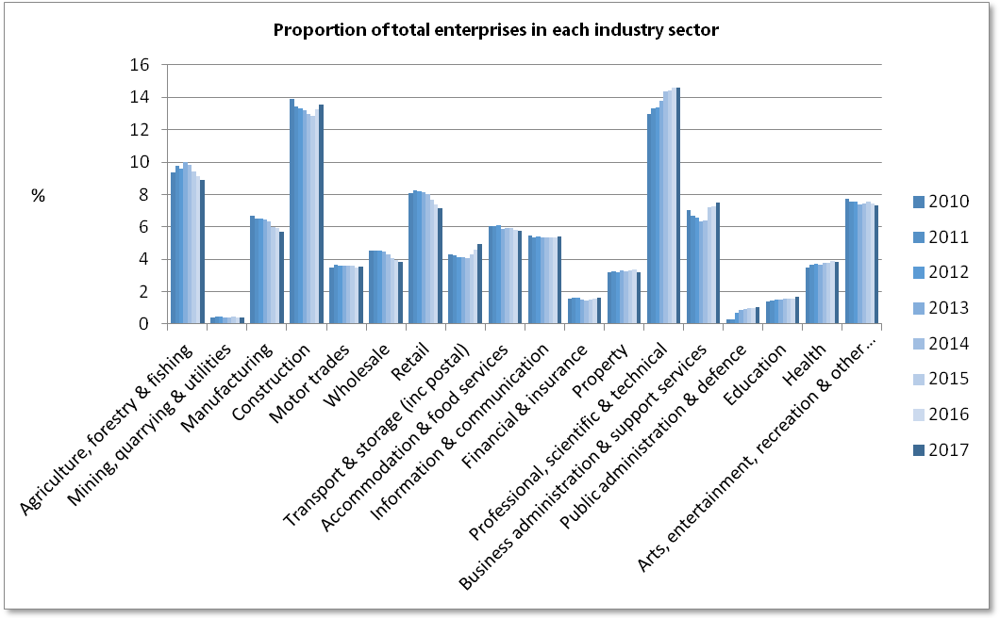 Proportion of total enterprises in each industry sector
16
14
12
10
8
6
4
2
0
%
Agriculture, forestry & fishing
Mining, quarrying & utilities
Manufacturing
Construction
Motor trades
Wholesale
Retail
Transport & storage (inc postal)
Accommodation & food services
Information & communication
Financial & insurance
Property
Professional, scientific & technical
Business administration & support services
Public administration & defence
Education
Health
Arts, entertainment, recreation & other...
2010
2011
2012
2013
2014
2015
2016
2017